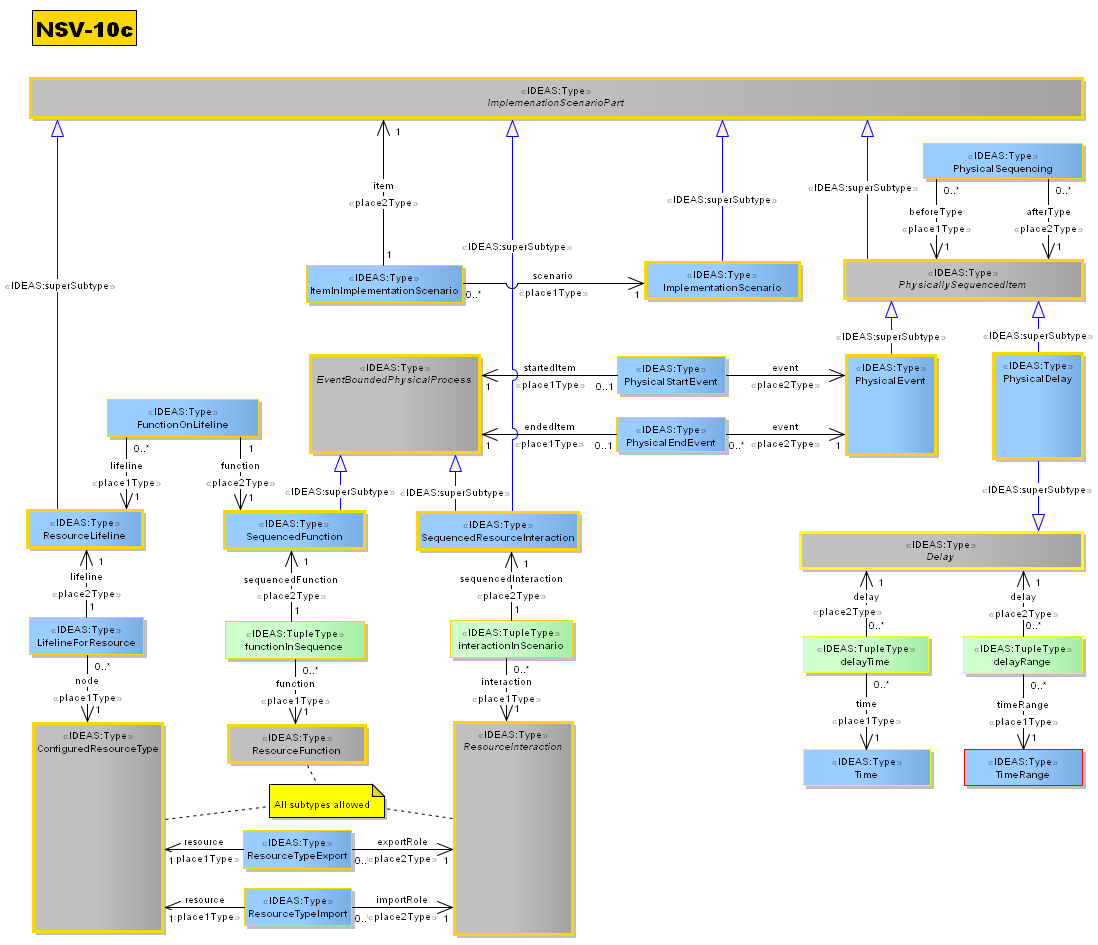 NSV-10c
«IDEAS:Type»
ImplemenationScenarioPart
«IDEAS:Type»
PhysicalSequencing
1
item
«place2Type»
1
«IDEAS:superSubtype»
«IDEAS:superSubtype»
0..*
0..*
beforeType
afterType
«place1Type»
«place2Type»
1
1
«IDEAS:superSubtype»
«IDEAS:superSubtype»
«IDEAS:Type»
ItemInImplementationScenario
0..*
scenario
«place1Type»
1
«IDEAS:Type»
ImplementationScenario
«IDEAS:Type»
PhysicallySequencedItem
«IDEAS:superSubtype»
«IDEAS:superSubtype»
«IDEAS:Type»
EventBoundedPhysicalProcess
startedItem
«place1Type»
1
0..1
«IDEAS:Type»
PhysicalStartEvent
event
«place2Type»
1
«IDEAS:Type»
PhysicalEvent
«IDEAS:Type»
PhysicalDelay
endedItem
«place1Type»
1
0..1
«IDEAS:Type»
PhysicalEndEvent
0..*
event
«place2Type»
1
«IDEAS:Type»
FunctionOnLifeline
0..*
1
lifeline
function
«place1Type»
«place2Type»
1
1
«IDEAS:superSubtype»
«IDEAS:superSubtype»
«IDEAS:superSubtype»
«IDEAS:Type»
ResourceLifeline
«IDEAS:Type»
SequencedFunction
«IDEAS:Type»
SequencedResourceInteraction
«IDEAS:Type»
Delay
1
lifeline
«place2Type»
1
1
sequencedFunction
«place2Type»
1
1
sequencedInteraction
«place2Type»
1
1
delay
«place2Type»
0..*
1
delay
«place2Type»
0..*
«IDEAS:Type»
LifelineForResource
«IDEAS:TupleType»
functionInSequence
«IDEAS:TupleType»
interactionInScenario
«IDEAS:TupleType»
delayTime
«IDEAS:TupleType»
delayRange
0..*
node
«place1Type»
1
0..*
function
«place1Type»
1
0..*
interaction
«place1Type»
1
0..*
time
«place1Type»
1
0..*
timeRange
«place1Type»
1
«IDEAS:Type»
ConfiguredResourceType
«IDEAS:Type»
ResourceFunction
«IDEAS:Type»
ResourceInteraction
«IDEAS:Type»
Time
«IDEAS:Type»
TimeRange
All subtypes allowed
resource
1
:place1Type»
«IDEAS:Type»
ResourceTypeExport
exportRole
0..
«place2Type»
1
resource
1
:place1Type»
«IDEAS:Type»
ResourceTypeImport
importRole
0..
«place2Type»
1